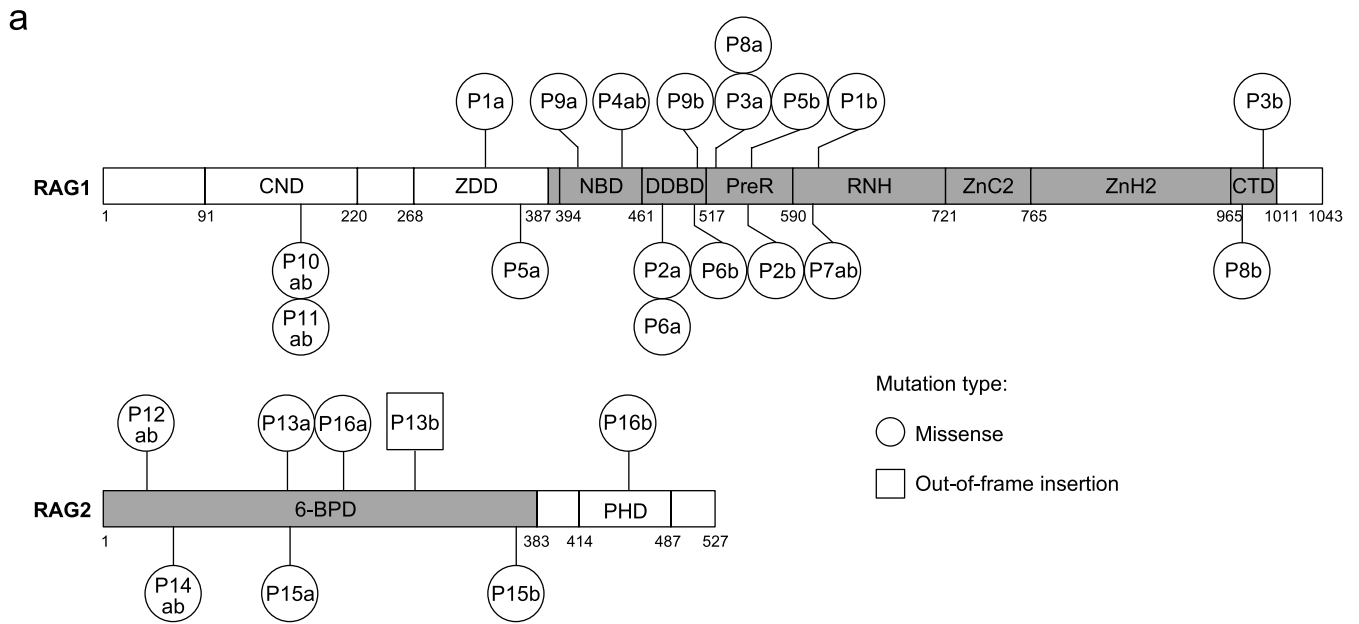 a
P8a
P1a
P9a
P4ab
P9b
P3a
P5b
P1b
P3b
RAG1
CND
ZDD
NBD
DDBD
PreR
RNH
ZnC2
ZnH2
CTD
1
91
220
268
387
394
461
517
590
721
765
965
1011
1043
P10
ab
P5a
P2a
P6b
P2b
P7ab
P8b
P11
ab
P6a
Mutation type:
Missense
Out-of-frame insertion
P12
ab
P13a
P16a
P13b
P16b
RAG2
6-BPD
PHD
1
383
414
487
527
P14
ab
P15a
P15b